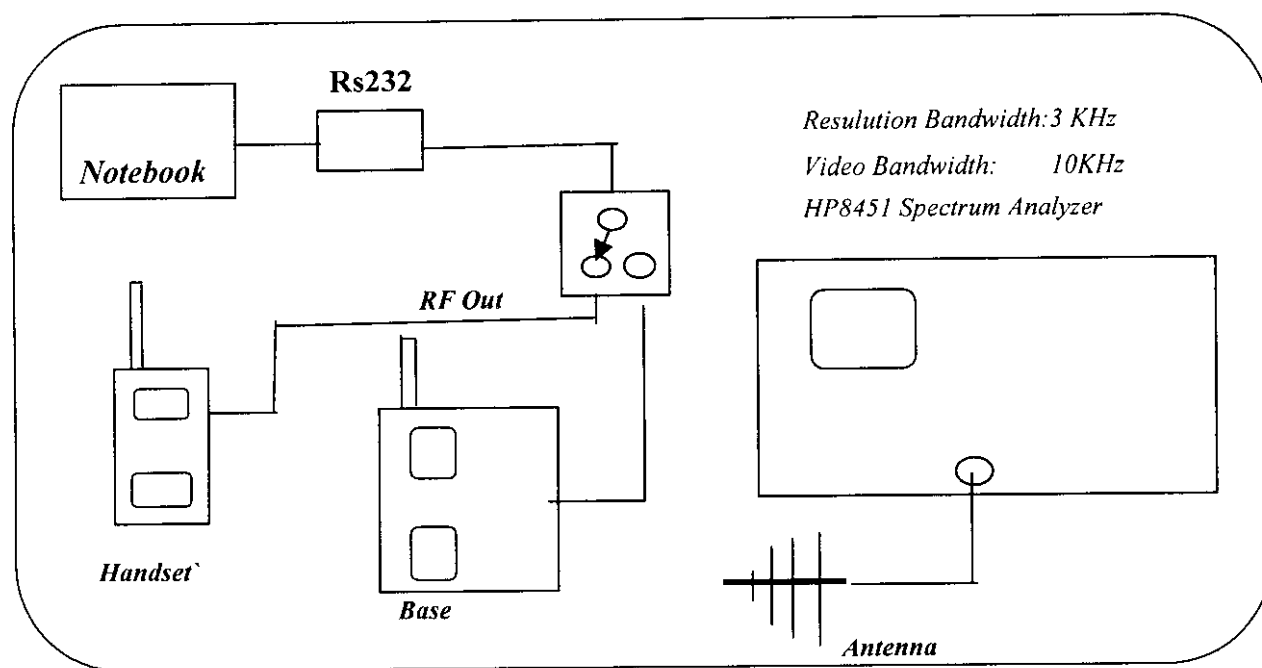 Rs232
Notebook
Resulution Bandwidth:3 KHz
Video Bandwidth: 10KHz
HP8451 Spectrum Analyzer
RF Out
Handset`
Base
Antenna